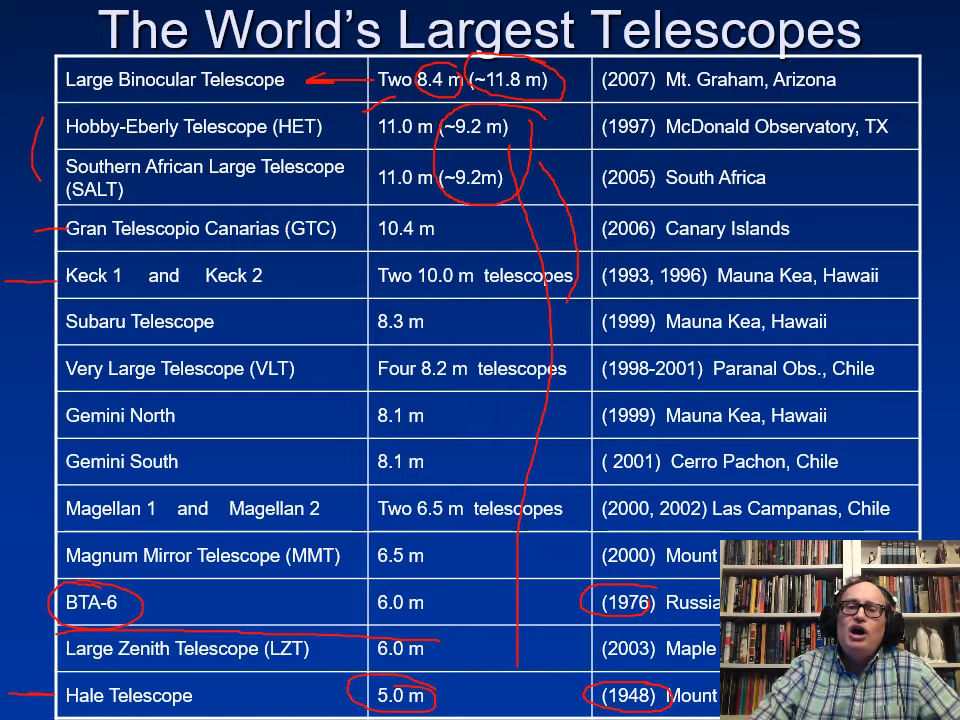 The World's Largest Telescopes
Large Binocular Telescope Two 8.4 m (~11.8 m) (2007) Mt. Graham, Arizona
Hobby-Eberly Telescope (HET) 11.0 m (~9.2 m) (1997) McDonald Observatory, TX
Southern African Large Telescope
(SALT) 11.0 m (~9.2m) (2005) South Africa
Gran Telescopio Canarias (GTC) 10.4 m (2006) Canary Islands
Keck 1 and Keck 2 Two 10.0 m telescopes (1993, 1996) Mauna Kea, Hawaii
Subaru Telescope 8.3 m (1999) Mauna Kea, Hawaii
Very Large Telescope (VLT) Four 8.2 m telescopes (1998-2001) Paranal Obs., Chile
Gemini North 8.1 m (1999) Mauna Kea, Hawaii
Gemini South 8.1 m ( 2001) Cerro Pachon, Chile
Magellan 1 and Magellan 2 Two 6.5 m telescopes (2000, 2002) Las Campanas, Chile
Magnum Mirror Telescope (MMT) 6.5 m (2000) Mount
BTA-6 6.0 m (1976) Russia
Large Zenith Telescope (LZT) 6.0 m (2003) Maple
Hale Telescope 5.0 m (1948) Mount